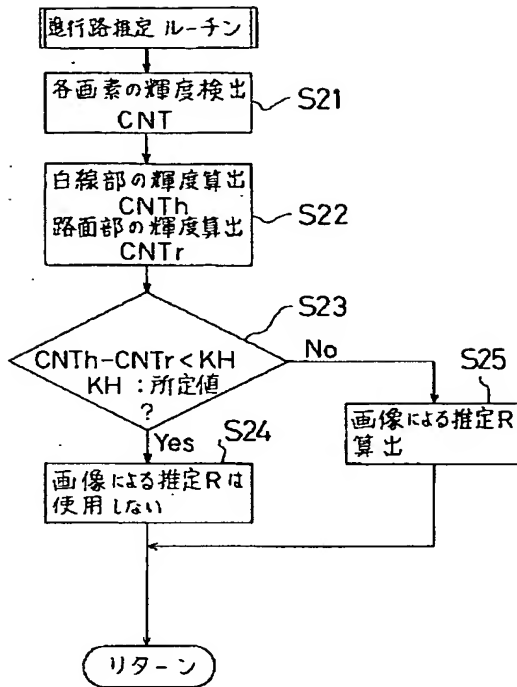 進行路推定 ルーチン
各画素の輝度検出
CNT
S21
白線部の輝度算出
CNTh
路面部の輝度算出
CNTr
S22
S23
CNTh-CNTr<KH
KH:所定値
?
No
Yes
S24
画像による推定Rは
使用しない
S25
画像による推定R
算出
リターン